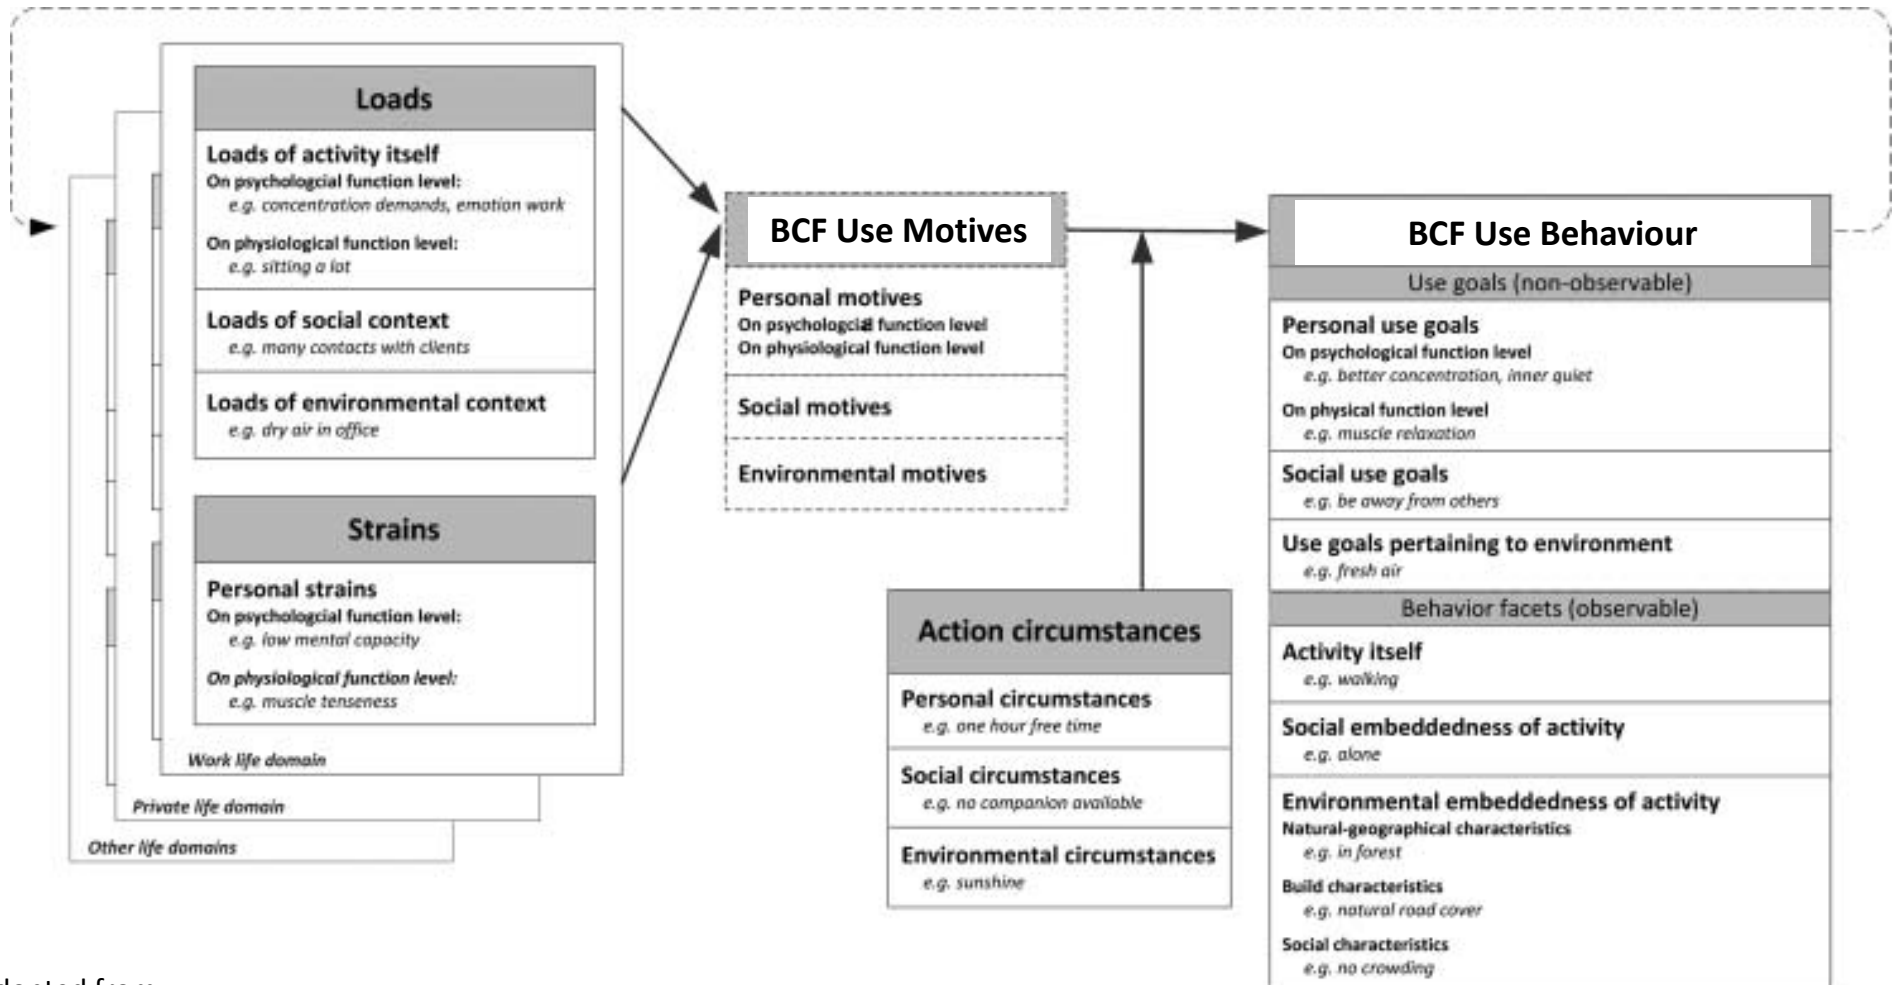 Loads
Loads of activity itself
On psychologcial function level:
e.g. concentration demands, emotion work
On physiological function level:
e.g. sitting a lot
Loads of social context
e.g. many contacts with clients
Loads of environmental context
e.g. dry air in office
Strains
Personal strains
On psychologcial function level:
e.g. low mental capacity
On physiological function level:
e.g. muscle tenseness
Work life domain
Private life domain
Other life domains
BCF Use Motives
Personal motives
On psychologcial function level
On physiological function level
Social motives
Environmental motives
Action circumstances
Personal circumstances
e.g. one hour free time
Social circumstances
e.g. no companion available
Environmental circumstances
e.g. sunshine
BCF Use Behaviour
Use goals (non-observable)
Personal use goals
On psychological function level
e.g. better concentration, inner quiet
On physical function level
e.g. muscle relaxation
Social use goals
e.g. be away from others
Use goals pertaining to environment
e.g. fresh air
Behavior facets (observable)
Activity itself
e.g. walking
Social embeddedness of activity
e.g. alone
Environmental embeddedness of activity
Natural-geographical characteristics
e.g. in forest
Build characteristics
e.g. natural road cover
Social characteristics
e.g. no crowding